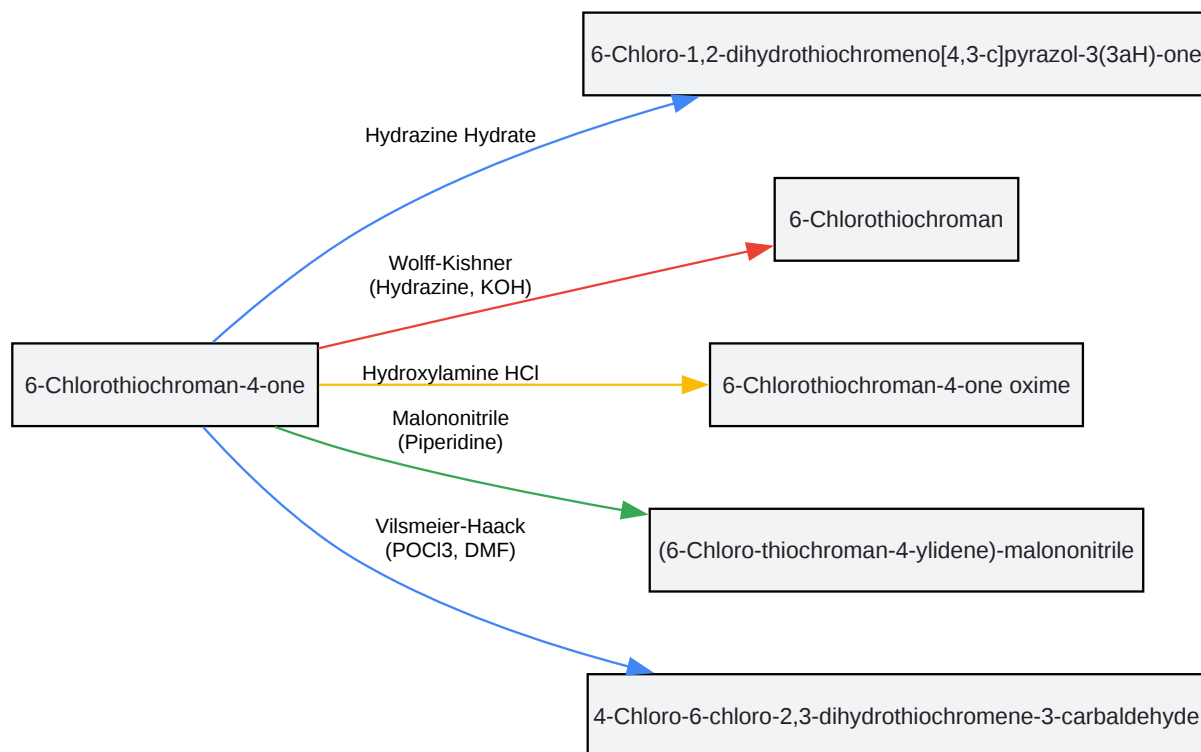 6-Chloro-1,2-dihydrothiochromeno[4,3-c]pyrazol-3(3aH)-one
Hydrazine Hydrate
6-Chlorothiochroman
Wolff-Kishner
(Hydrazine, KOH)
6-Chlorothiochroman-4-one
Hydroxylamine HCl
6-Chlorothiochroman-4-one oxime
Malononitrile
(Piperidine)
(6-Chloro-thiochroman-4-ylidene)-malononitrile
Vilsmeier-Haack
(POCl3, DMF)
4-Chloro-6-chloro-2,3-dihydrothiochromene-3-carbaldehyde